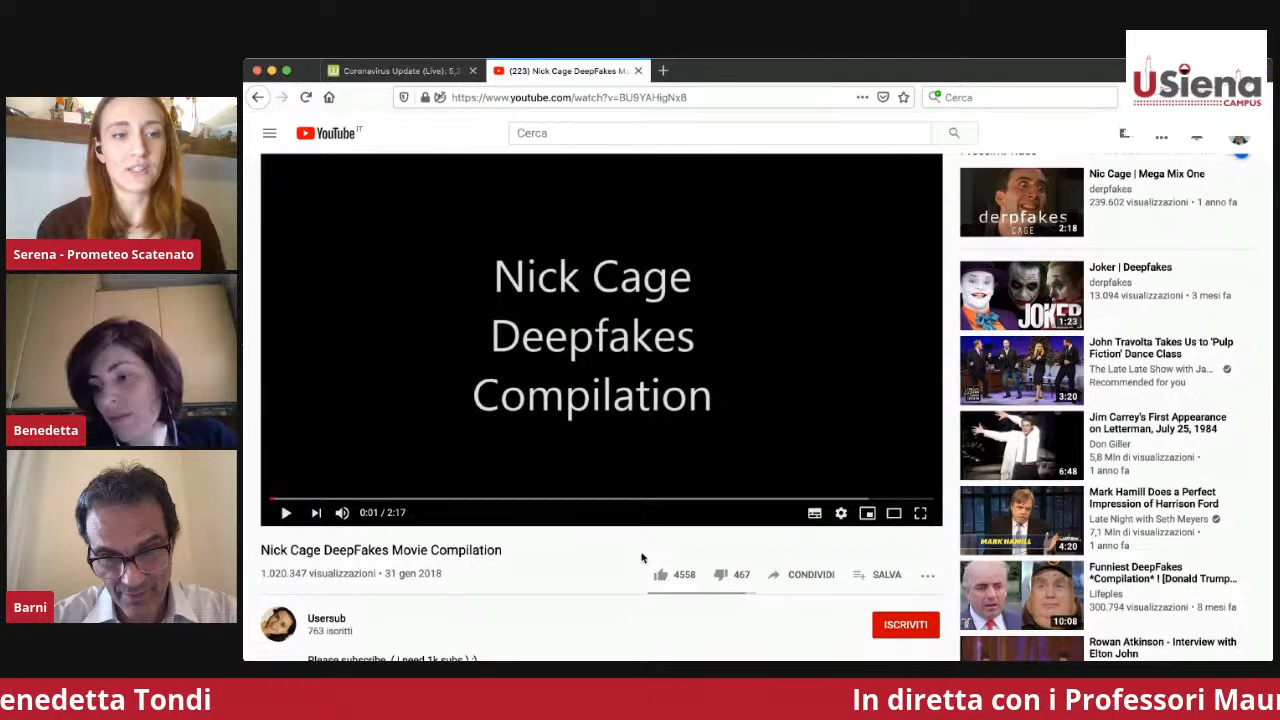 USiena
CAMPUS
Coronavirus Update (Live): 5,2
(223) Nick Cage DeepFakes Mo
https://www.youtube.com/watch?v=BU9YAHigNx8
Cerca
YouTube IT
Cerca
Serena - Prometeo Scatenato
Benedetta
Barni
Nick Cage
Deepfakes
Compilation
0:01 / 2:17
Nick Cage DeepFakes Movie Compilation
1.020.347 visualizzazioni • 31 gen 2018
4558
467
CONDIVIDI
SALVA
Usersub
763 iscritti
ISCRIVITI
Please subscribe ( I need 1k subs ) :)
derpfakes
CAGE
2:18
Nic Cage | Mega Mix One
derpfakes
239.602 visualizzazioni • 1 anno fa
JOKER
1:23
Joker | Deepfakes
derpfakes
13.094 visualizzazioni • 3 mesi fa
3:20
John Travolta Takes Us to 'Pulp
Fiction' Dance Class
The Late Late Show with Ja...
Recommended for you
6:48
Jim Carrey's First Appearance
on Letterman, July 25, 1984
Don Giller
5,8 Mln di visualizzazioni •
1 anno fa
MARK HAMILL
4:20
Mark Hamill Does a Perfect
Impression of Harrison Ford
Late Night with Seth Meyers
7,1 Mln di visualizzazioni •
1 anno fa
10:08
Funniest DeepFakes
*Compilation* ! [Donald Trump...
Lifeples
300.794 visualizzazioni • 8 mesi fa
Rowan Atkinson - Interview with
Elton John
enedetta Tondi
In diretta con i Professori Mau